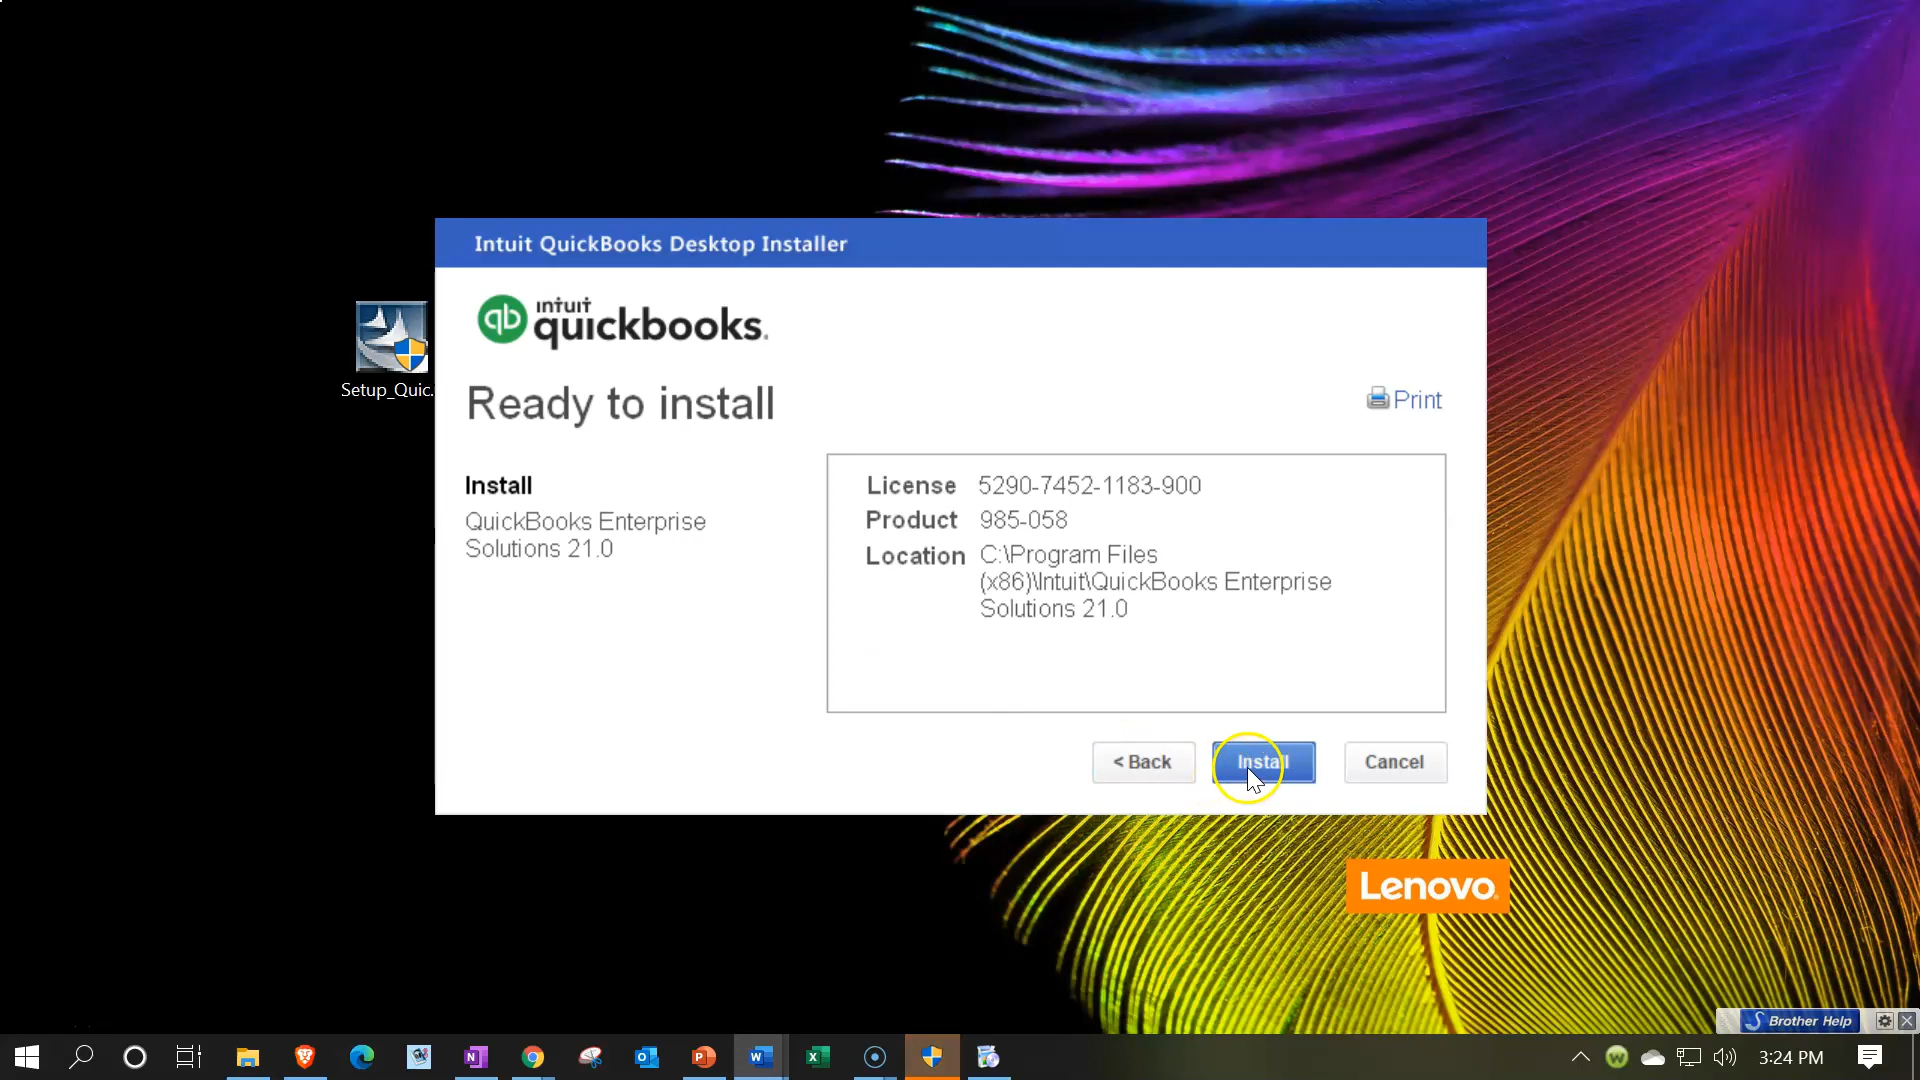 Intuit QuickBooks Desktop Installer
qb intuit quickbooks.
Ready to install
Print
Setup_Quic.
Install
QuickBooks Enterprise
Solutions 21.0
License 5290-7452-1183-900
Product 985-058
Location C:\Program Files
(x86)\Intuit\QuickBooks Enterprise
Solutions 21.0
< Back
Install
Cancel
Lenovo
Brother Help
3:24 PM